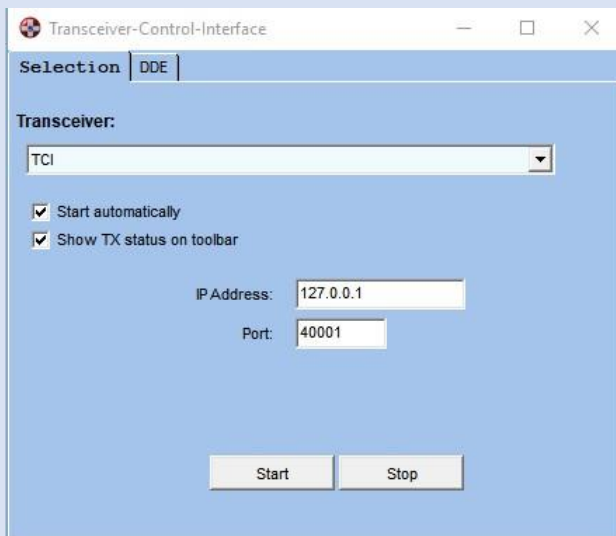 Transceiver-Control-Interface
Selection DDE
Transceiver:
TCI
Start automatically
Show TX status on toolbar
IP Address: 127.0.0.1
Port: 40001
Start Stop